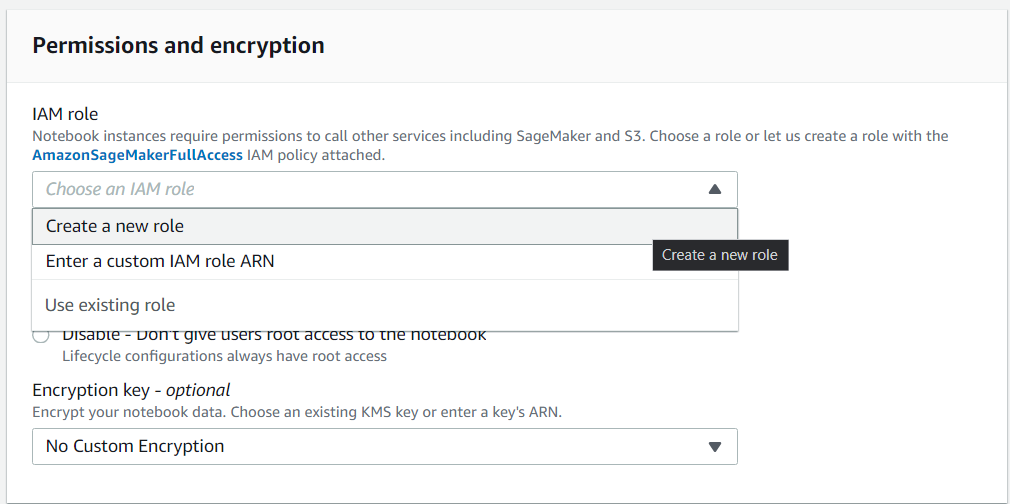 Permissions and encryption
IAM role
Notebook instances require permissions to call other services including SageMaker and S3. Choose a role or let us create a role with the
AmazonSageMakerFullAccess IAM policy attached.
Choose an IAM role
Create a new role
Create a new role
Enter a custom IAM role ARN
Use existing role
Disable - Don't give users root access to the notebook
Lifecycle configurations always have root access
Encryption key - optional
Encrypt your notebook data. Choose an existing KMS key or enter a key's ARN.
No Custom Encryption